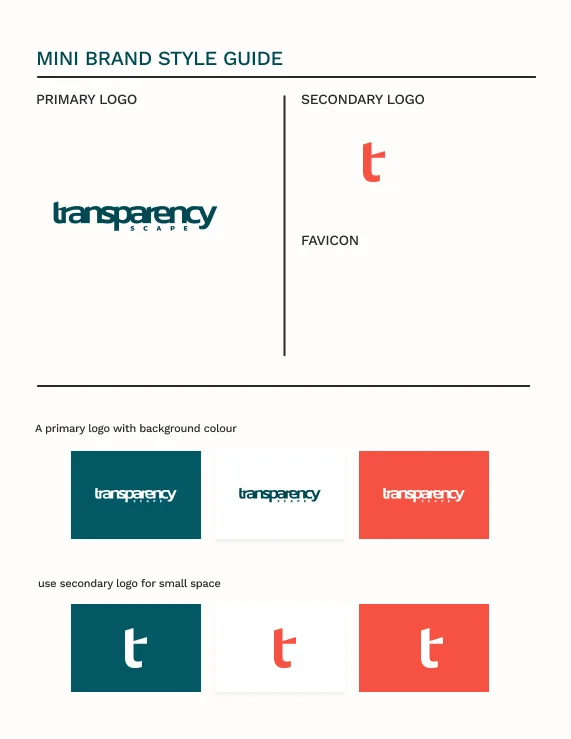 MINI BRAND STYLE GUIDE
PRIMARY LOGO
SECONDARY LOGO
t
transparency
SCAPE
FAVICON
A primary logo with background colour
transparency
SCAPE
transparency
SCAPE
transparency
SCAPE
use secondary logo for small space
t
t
t